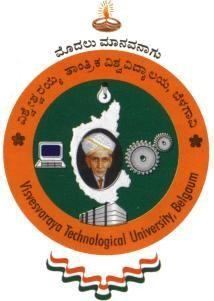 ಮೊದಲು ಮಾನವನಾಗು
ವಿಶ್ವೇಶ್ವರಯ್ಯ ತಾಂತ್ರಿಕ ವಿಶ್ವವಿದ್ಯಾಲಯ, ಬೆಳಗಾವಿ
Visvesvaraya Technological University, Belgaum